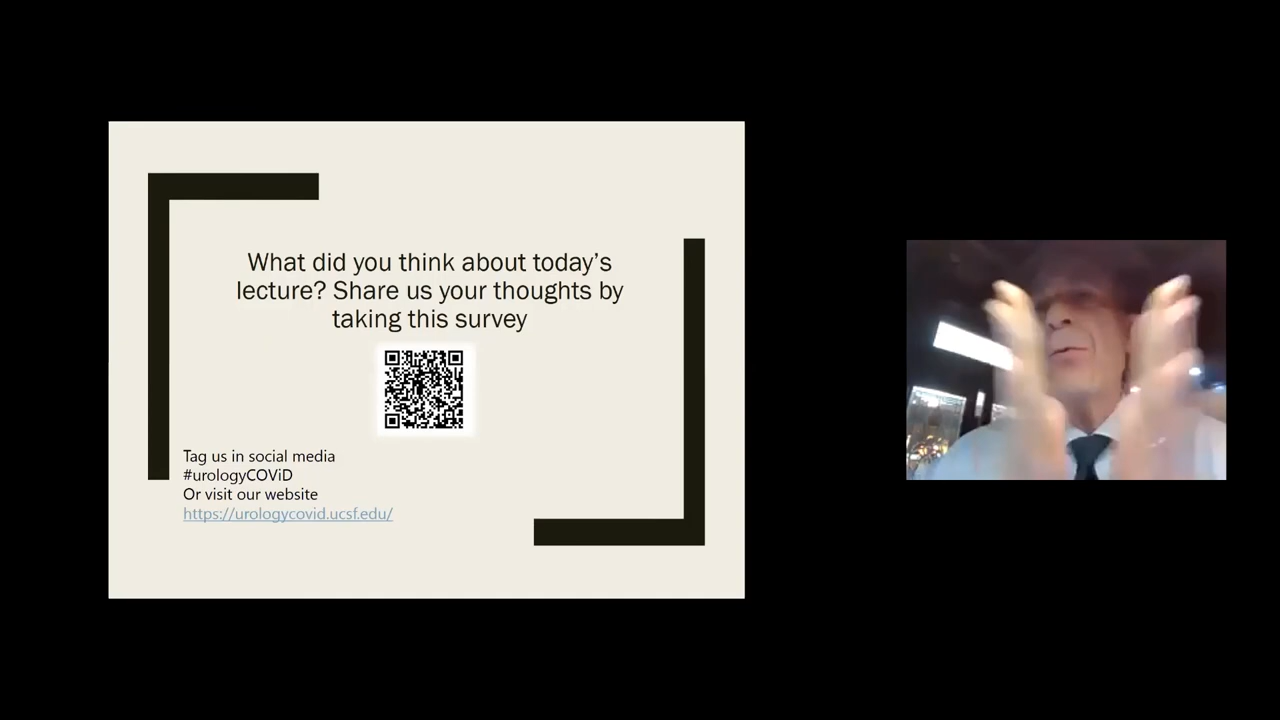 What did you think about today’s
lecture? Share us your thoughts by
taking this survey
Tag us in social media
#urologyCOViD
Or visit our website
https://urologycovid.ucsf.edu/